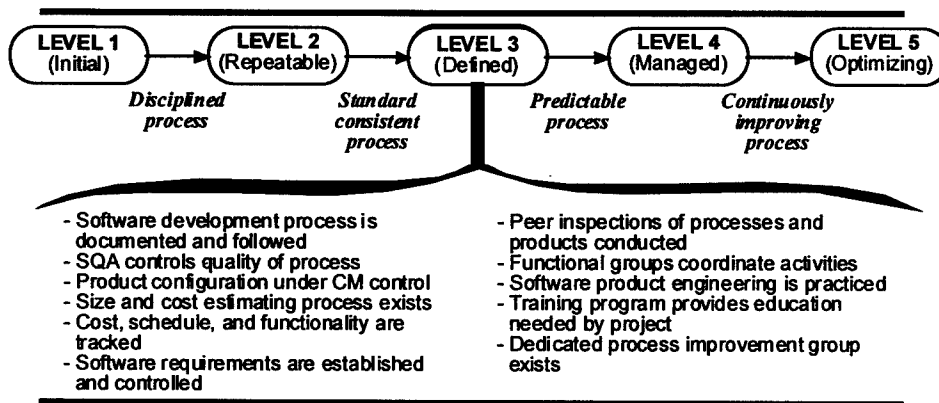 LEVEL 1
(Initial)
LEVEL 2
(Repeatable)
LEVEL 3
(Defined)
LEVEL 4
(Managed)
LEVEL 5
(Optimizing)
Disciplined
process
Standard
consistent
process
Predictable
process
Continuously
improving
process
- Software development process is
documented and followed
- SQA controls quality of process
- Product configuration under CM control
- Size and cost estimating process exists
- Cost, schedule, and functionality are
tracked
- Software requirements are established
and controlled
- Peer inspections of processes and
products conducted
- Functional groups coordinate activities
- Software product engineering is practiced
- Training program provides education
needed by project
- Dedicated process improvement group
exists